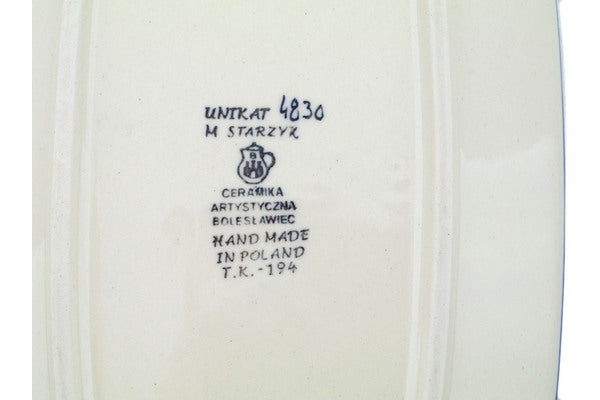 UNIKAT 4830
M STARZYK
B
CERAMIKA
ARTYSTYCZNA
BOLESŁAWIEC
HAND MADE
IN POLAND
T.K.-194